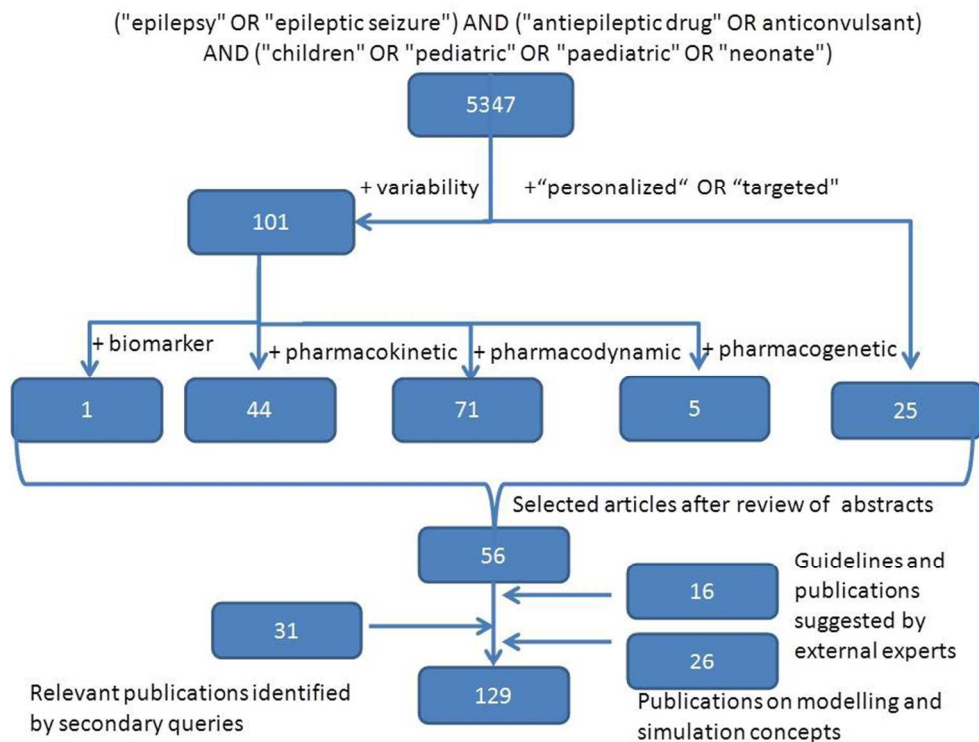 ("epilepsy" OR "epileptic seizure") AND ("antiepileptic drug" OR anticonvulsant)
AND ("children" OR "pediatric" OR "paediatric" OR "neonate")
5347
+ variability
+“personalized“ OR “targeted"
101
+ biomarker
+ pharmacokinetic
+ pharmacodynamic
+ pharmacogenetic
1
44
71
5
25
Selected articles after review of abstracts
56
16
Guidelines and
publications
suggested by
external experts
31
26
Relevant publications identified
by secondary queries
129
Publications on modelling and
simulation concepts